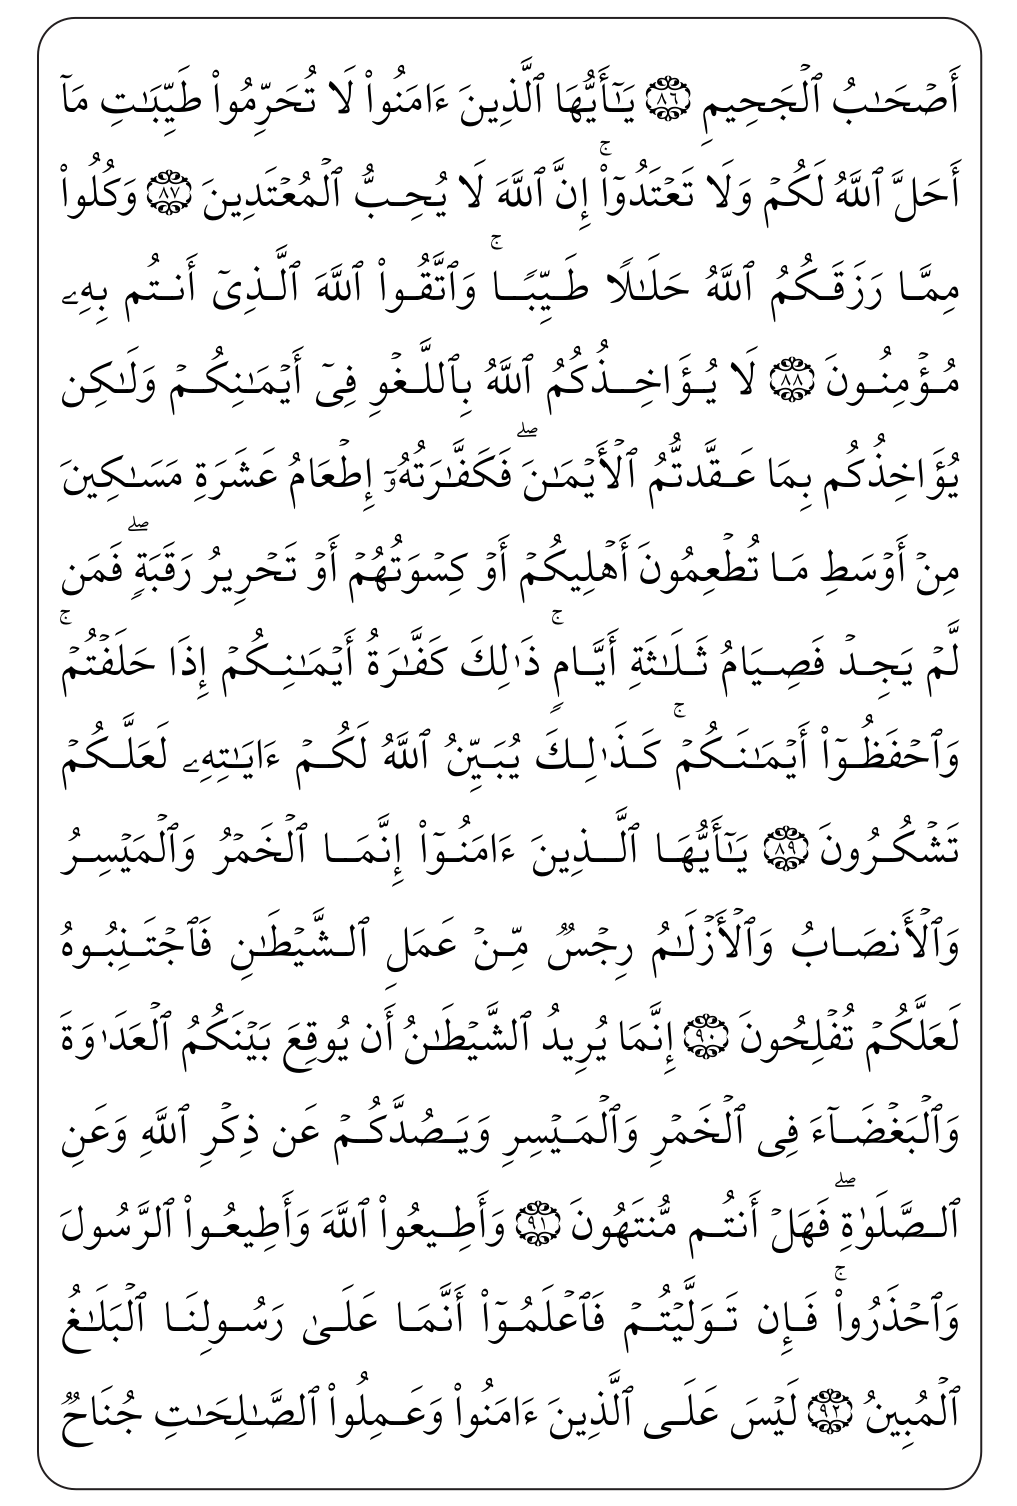 أَصۡحَٰبُ ٱلۡجَحِيمِ ٨٦ يَٰٓأَيُّهَا ٱلَّذِينَ ءَامَنُواْ لَا تُحَرِّمُواْ طَيِّبَٰتِ مَآ
أَحَلَّ ٱللَّهُ لَكُمۡ وَلَا تَعۡتَدُوٓاْۚ إِنَّ ٱللَّهَ لَا يُحِبُّ ٱلۡمُعۡتَدِينَ ٨٧ وَكُلُواْ
مِمَّا رَزَقَكُمُ ٱللَّهُ حَلَٰلٗا طَيِّبٗاۚ وَٱتَّقُواْ ٱللَّهَ ٱلَّذِيٓ أَنتُم بِهِۦ
مُؤۡمِنُونَ ٨٨ لَا يُؤَاخِذُكُمُ ٱللَّهُ بِٱللَّغۡوِ فِيٓ أَيۡمَٰنِكُمۡ وَلَٰكِن
يُؤَاخِذُكُم بِمَا عَقَّدتُّمُ ٱلۡأَيۡمَٰنَۖ فَكَفَّٰرَتُهُۥٓ إِطۡعَامُ عَشَرَةِ مَسَٰكِينَ
مِنۡ أَوۡسَطِ مَا تُطۡعِمُونَ أَهۡلِيكُمۡ أَوۡ كِسۡوَتُهُمۡ أَوۡ تَحۡرِيرُ رَقَبَةٖۖ فَمَن
لَّمۡ يَجِدۡ فَصِيَامُ ثَلَٰثَةِ أَيَّامٖۚ ذَٰلِكَ كَفَّٰرَةُ أَيۡمَٰنِكُمۡ إِذَا حَلَفۡتُمۡۚ
وَٱحۡفَظُوٓاْ أَيۡمَٰنَكُمۡۚ كَذَٰلِكَ يُبَيِّنُ ٱللَّهُ لَكُمۡ ءَايَٰتِهِۦ لَعَلَّكُمۡ
تَشۡكُرُونَ ٨٩ يَٰٓأَيُّهَا ٱلَّذِينَ ءَامَنُوٓاْ إِنَّمَا ٱلۡخَمۡرُ وَٱلۡمَيۡسِرُ
وَٱلۡأَنصَابُ وَٱلۡأَزۡلَٰمُ رِجۡسٞ مِّنۡ عَمَلِ ٱلشَّيۡطَٰنِ فَٱجۡتَنِبُوهُ
لَعَلَّكُمۡ تُفۡلِحُونَ ٩٠ إِنَّمَا يُرِيدُ ٱلشَّيۡطَٰنُ أَن يُوقِعَ بَيۡنَكُمُ ٱلۡعَدَٰوَةَ
وَٱلۡبَغۡضَآءَ فِي ٱلۡخَمۡرِ وَٱلۡمَيۡسِرِ وَيَصُدَّكُمۡ عَن ذِكۡرِ ٱللَّهِ وَعَنِ
ٱلصَّلَوٰةِۖ فَهَلۡ أَنتُم مُّنتَهُونَ ٩١ وَأَطِيعُواْ ٱللَّهَ وَأَطِيعُواْ ٱلرَّسُولَ
وَٱحۡذَرُواْۚ فَإِن تَوَلَّيۡتُمۡ فَٱعۡلَمُوٓاْ أَنَّمَا عَلَىٰ رَسُولِنَا ٱلۡبَلَٰغُ
ٱلۡمُبِينُ ٩٢ لَيۡسَ عَلَى ٱلَّذِينَ ءَامَنُواْ وَعَمِلُواْ ٱلصَّٰلِحَٰتِ جُنَاحٞ